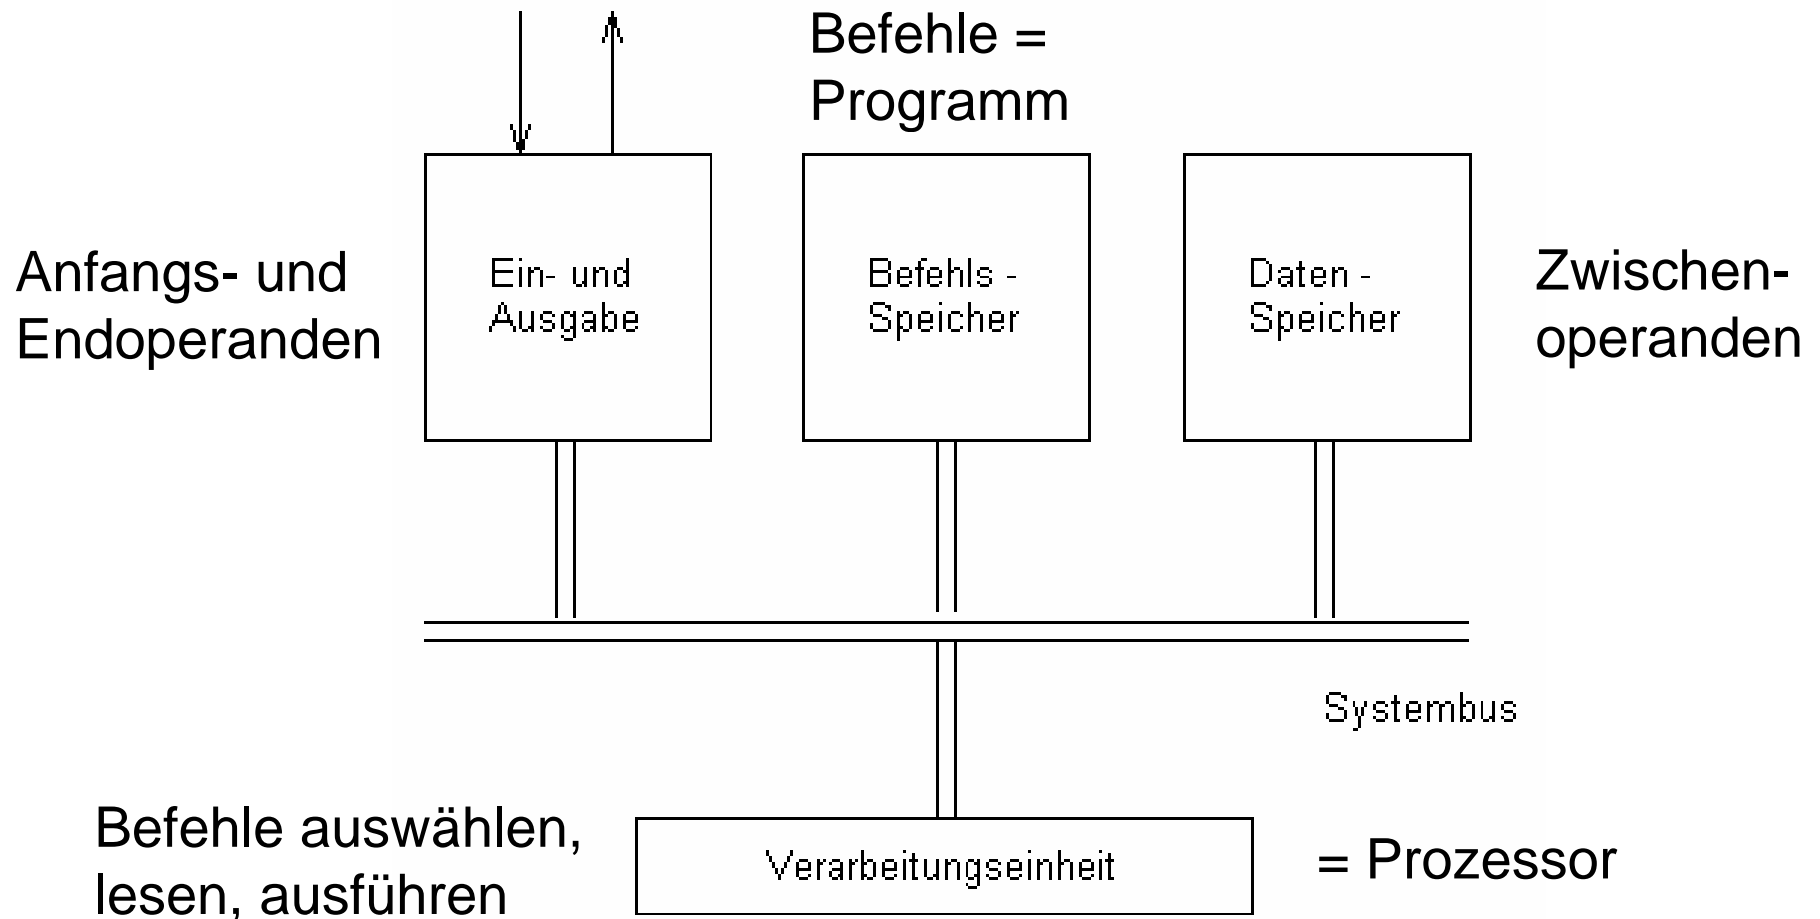 Befehle =
Programm
Anfangs- und
Endoperanden
Ein- und
Ausgabe
Befehls -
Speicher
Daten -
Speicher
Zwischen-
operanden
Systembus
Befehle auswählen,
lesen, ausführen
Verarbeitungseinheit
= Prozessor